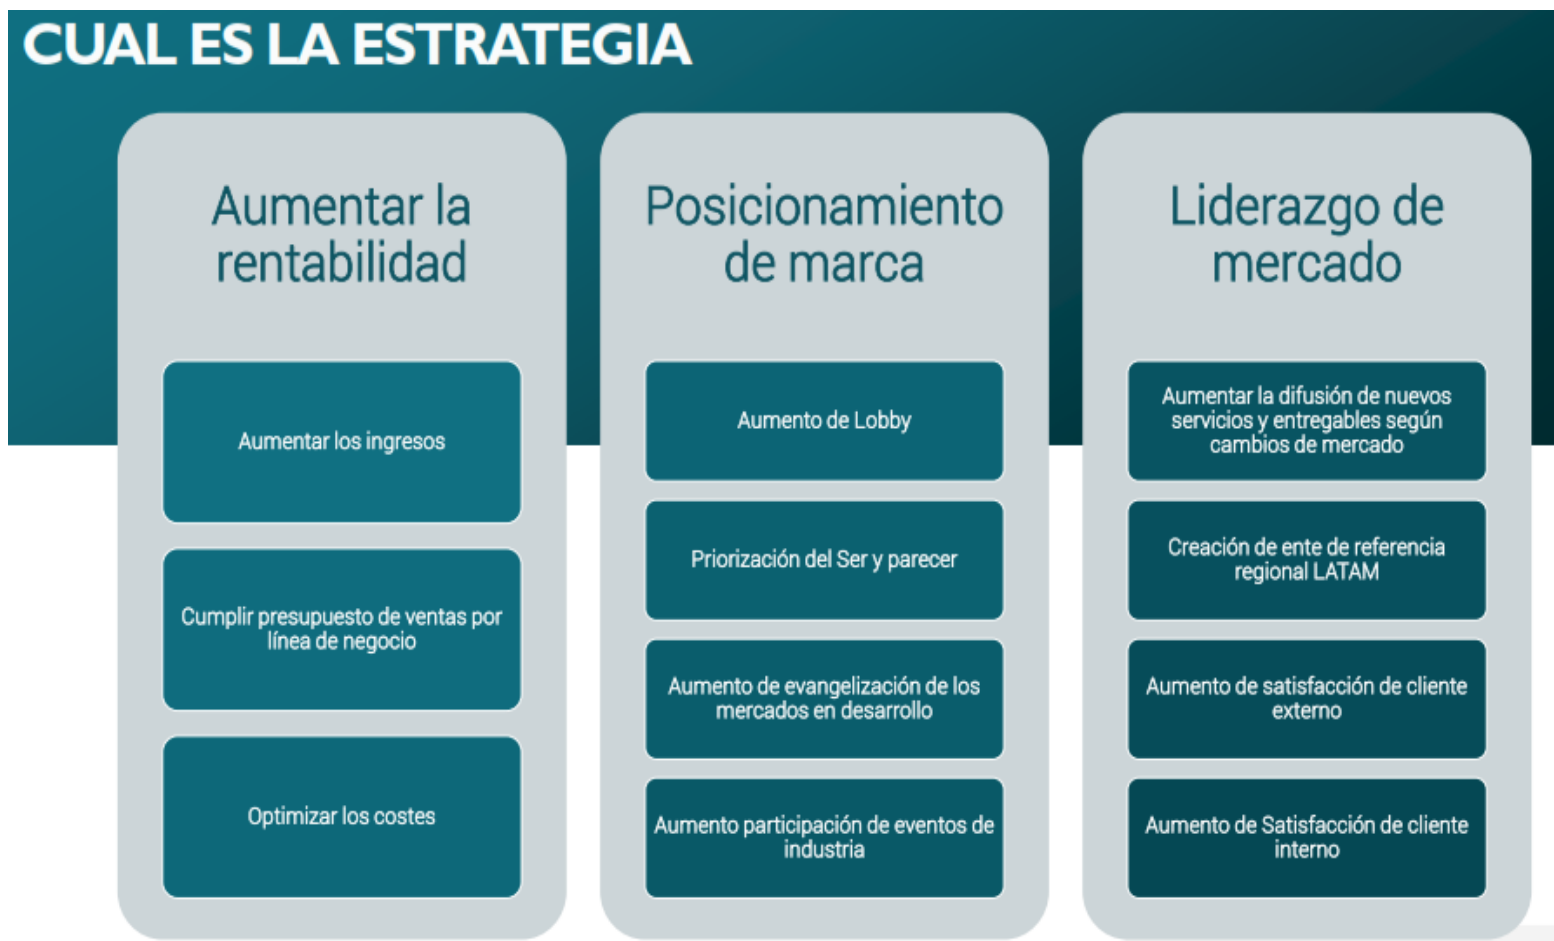 CUAL ES LA ESTRATEGIA
Aumentar la
rentabilidad
Aumentar los ingresos
Cumplir presupuesto de ventas por
línea de negocio
Optimizar los costes
Posicionamiento
de marca
Aumento de Lobby
Priorización del Ser y parecer
Aumento de evangelización de los
mercados en desarrollo
Aumento participación de eventos de
industria
Liderazgo de
mercado
Aumentar la difusión de nuevos
servicios y entregables según
cambios de mercado
Creación de ente de referencia
regional LATAM
Aumento de satisfacción de cliente
externo
Aumento de Satisfacción de cliente
interno